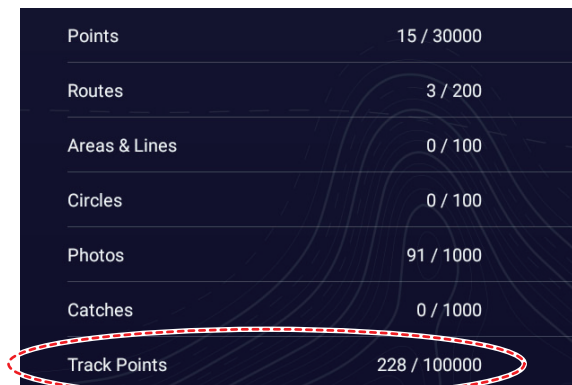 Points 15 / 30000
Routes 3 / 200
Areas & Lines 0 / 100
Circles 0 / 100
Photos 91 / 1000
Catches 0 / 1000
Track Points 228 / 100000